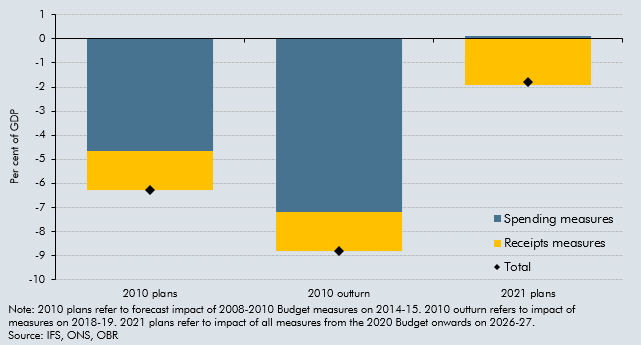 1
0
-1
-2
-3
-4
-5
-6
-7
-8
-9
-10
Per cent of GDP
Spending measures
Receipts measures
Total
2010 plans 2010 outturn 2021 plans
Note: 2010 plans refer to forecast impact of 2008-2010 Budget measures on 2014-15. 2010 outturn refers to impact of
measures on 2018-19. 2021 plans refer to impact of all measures from the 2020 Budget onwards on 2026-27.
Source: IFS, ONS, OBR